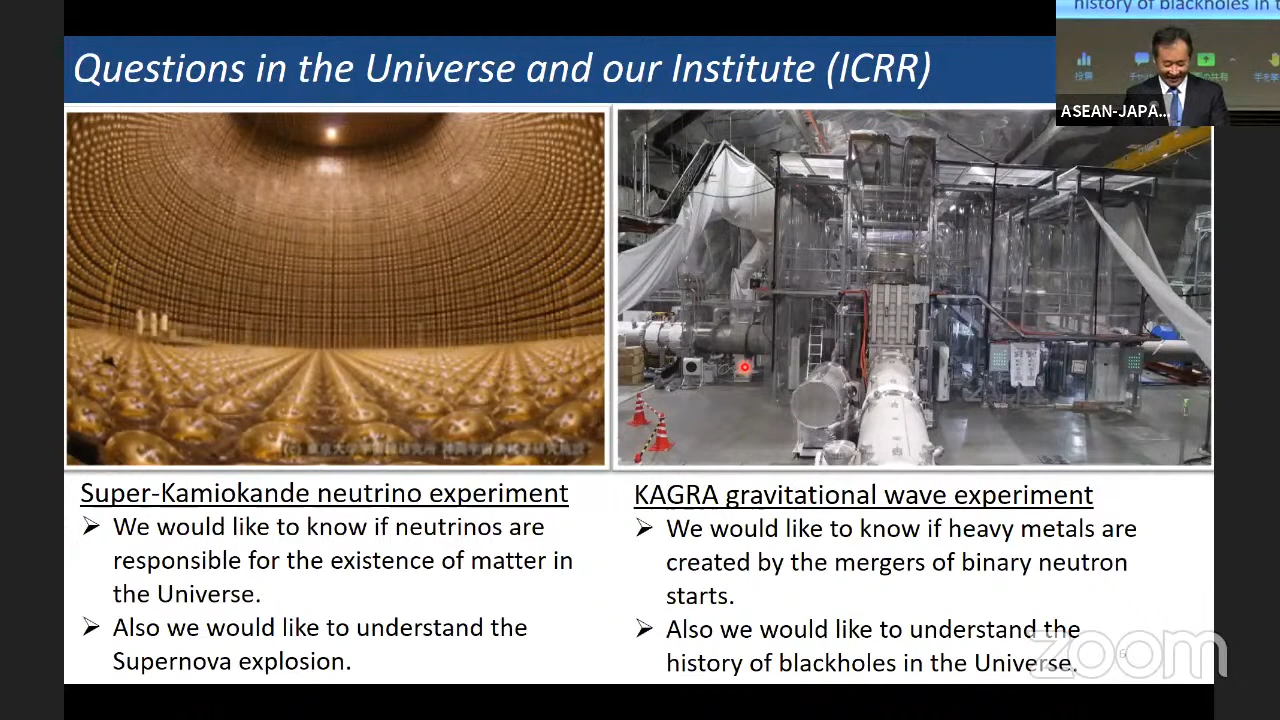 history of blackholes in t
Questions in the Universe and our Institute (ICRR)
投票
ASEAN-JAPA...
Super-Kamiokande neutrino experiment
➢ We would like to know if neutrinos are
responsible for the existence of matter in
the Universe.
➢ Also we would like to understand the
Supernova explosion.
KAGRA gravitational wave experiment
➢ We would like to know if heavy metals are
created by the mergers of binary neutron
starts.
➢ Also we would like to understand the
history of blackholes in the Universe.
6
zoom